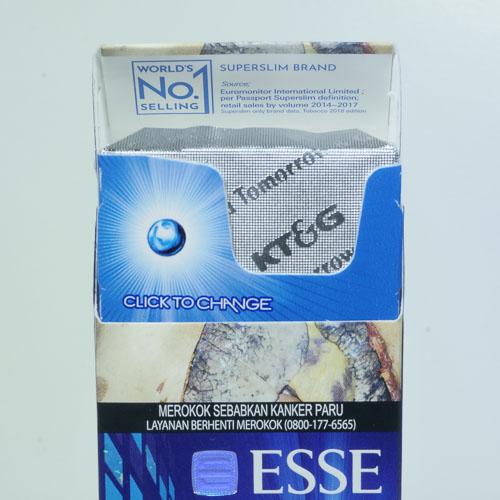 WORLD'S
No.1
SELLING
SUPERSLIM BRAND
Source;
Euromonitor International Limited ;
per Passport Superslim definition;
retail sales by volume 2014–2017
Superslim only brand data. Tobacco 2018 edition
Tomorrow
KT&G
CLICK TO CHANGE
MEROKOK SEBABKAN KANKER PARU
LAYANAN BERHENTI MEROKOK (0800-177-6565)
ESSE